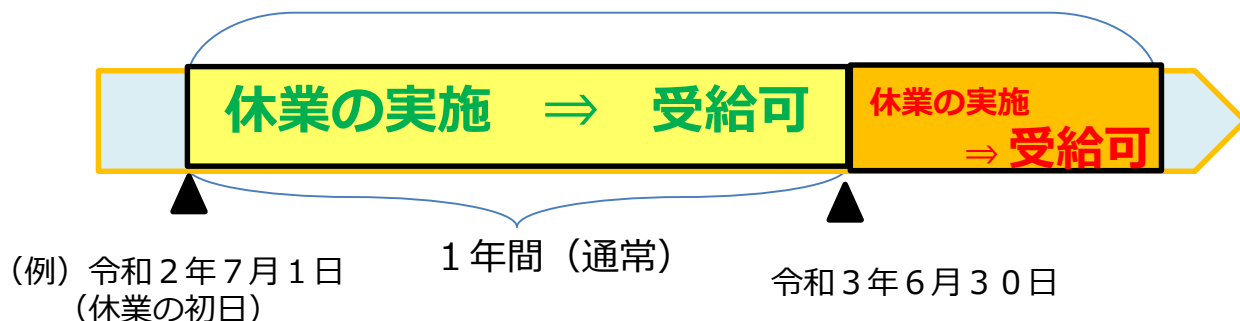 休業の実施　⇒　受給可
休業の実施
⇒ 受給可
１年間（通常）
（例）令和２年７月１日
（休業の初日）
令和３年６月３０日